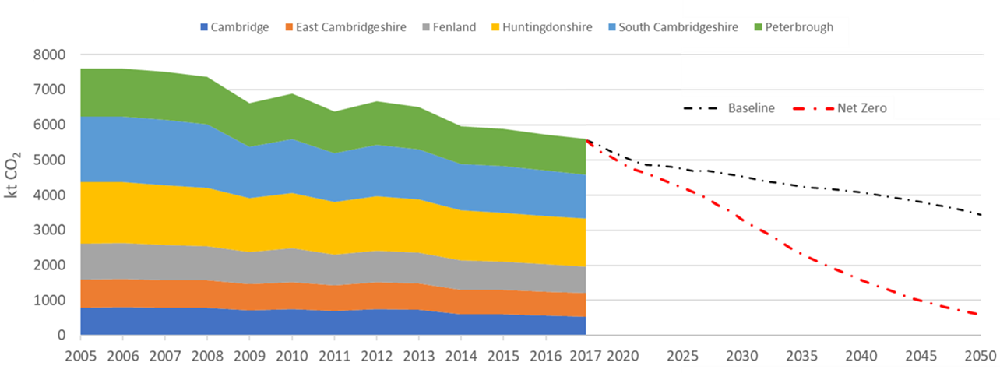 Cambridge East Cambridgeshire Fenland Huntingdonshire South Cambridgeshire Peterbrough
8000
7000
6000
5000
4000
3000
2000
1000
0
kt CO₂
Baseline Net Zero
2005 2006 2007 2008 2009 2010 2011 2012 2013 2014 2015 2016 2017 2020 2025 2030 2035 2040 2045 2050